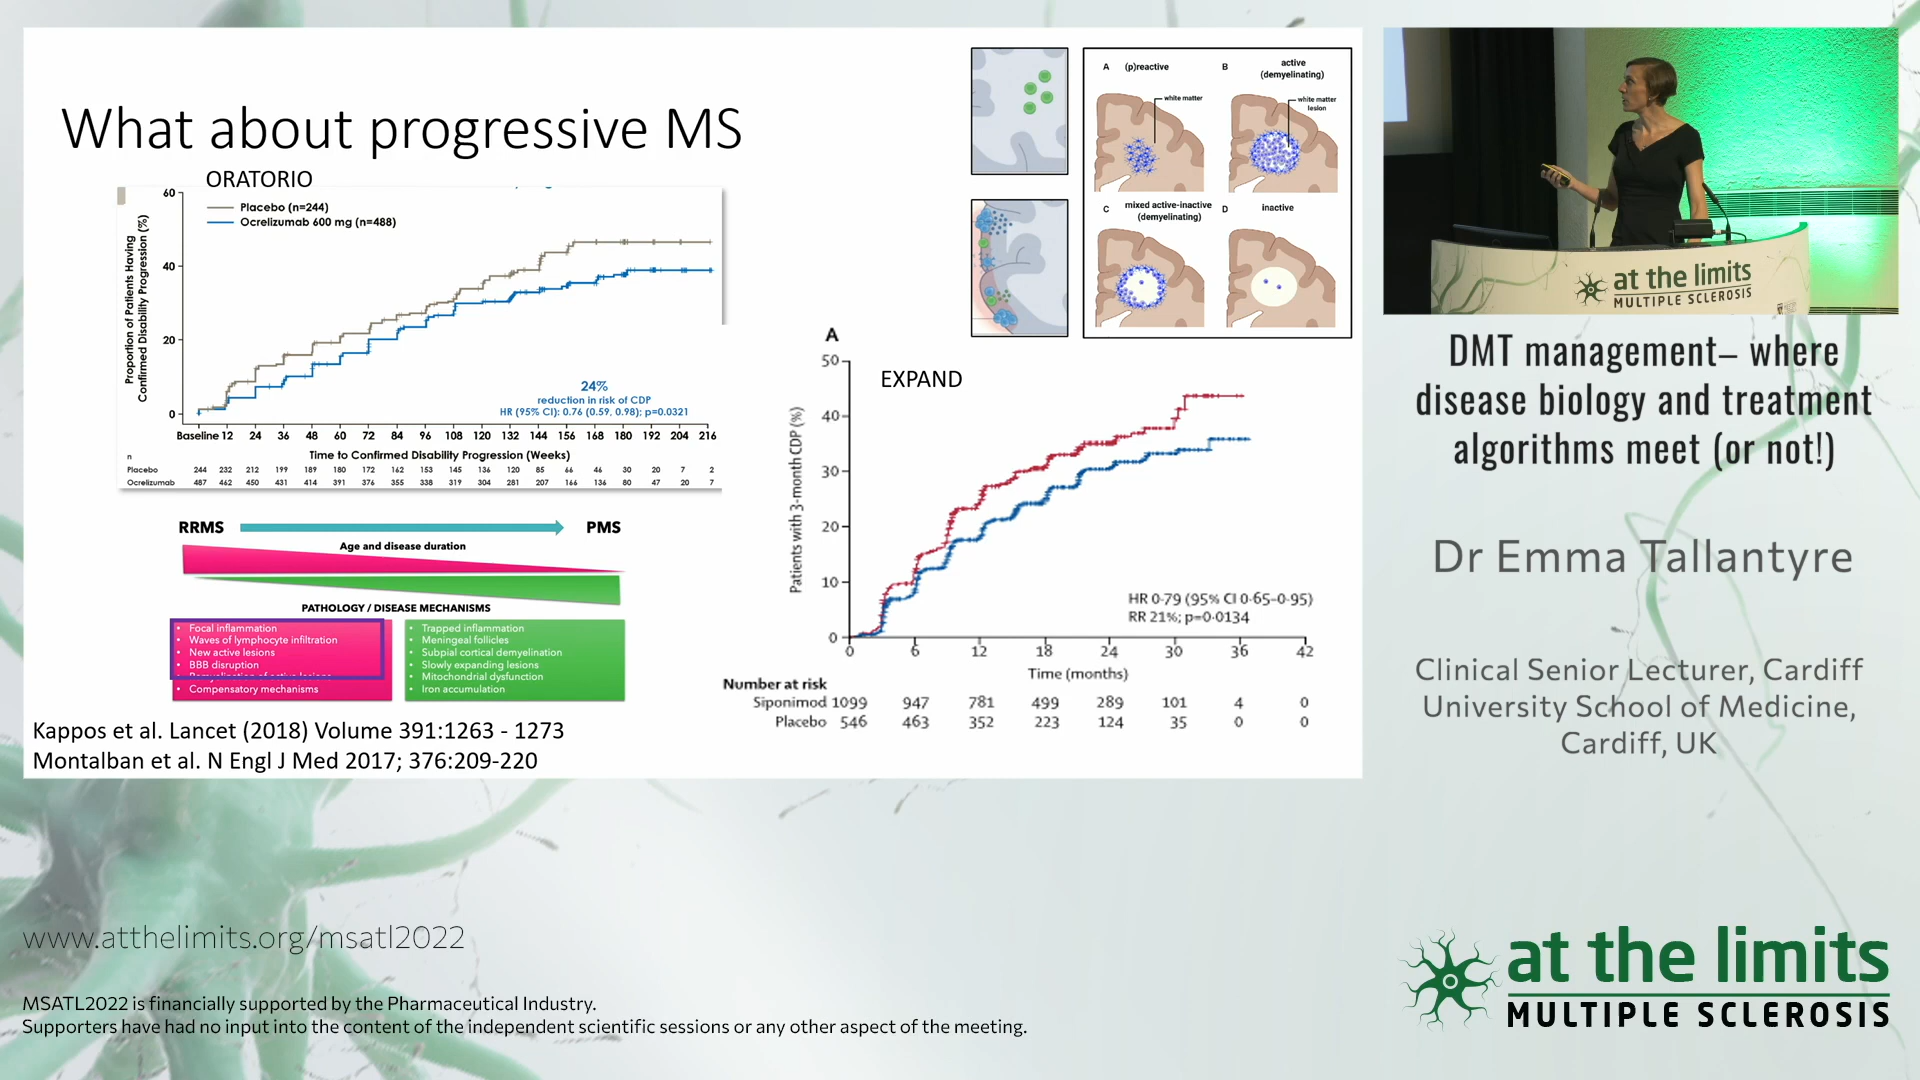 What about progressive MS
ORATORIO
60
40
20
0
Proportion of Patients Having
Confirmed Disability Progression (%)
Placebo (n=244)
Ocrelizumab 600 mg (n=488)
24%
reduction in risk of CDP
HR (95% CI): 0.76 (0.59, 0.98); p=0.0321
Baseline 12 24 36 48 60 72 84 96 108 120 132 144 156 168 180 192 204 216
Time to Confirmed Disability Progression (Weeks)
n
Placebo 244 232 212 199 189 180 172 162 153 145 136 120 85 66 46 30 20 7 2
Ocrelizumab 487 462 450 431 414 391 376 355 338 319 304 281 207 166 136 80 47 20 7
RRMS PMS
Age and disease duration
PATHOLOGY / DISEASE MECHANISMS
• Focal inflammation
• Waves of lymphocyte infiltration
• New active lesions
• BBB disruption
• Compensatory mechanisms
• Trapped inflammation
• Meningeal follicles
• Subpial cortical demyelination
• Slowly expanding lesions
• Mitochondrial dysfunction
• Iron accumulation
Kappos et al. Lancet (2018) Volume 391:1263 - 1273
Montalban et al. N Engl J Med 2017; 376:209-220
A (p)reactive
white matter
B active
(demyelinating)
white matter
lesion
C mixed active-inactive
(demyelinating)
D inactive
A
EXPAND
50
40
30
20
10
0
Patients with 3-month CDP (%)
HR 0·79 (95% CI 0·65–0·95)
RR 21%; p=0·0134
0 6 12 18 24 30 36 42
Time (months)
Number at risk
Siponimod 1099 947 781 499 289 101 4 0
Placebo 546 463 352 223 124 35 0 0
at the limits
MULTIPLE SCLEROSIS
DMT management– where
disease biology and treatment
algorithms meet (or not!)
Dr Emma Tallantyre
Clinical Senior Lecturer, Cardiff
University School of Medicine,
Cardiff, UK
www.atthelimits.org/msatl2022
MSATL2022 is financially supported by the Pharmaceutical Industry.
Supporters have had no input into the content of the independent scientific sessions or any other aspect of the meeting.
at the limits
MULTIPLE SCLEROSIS